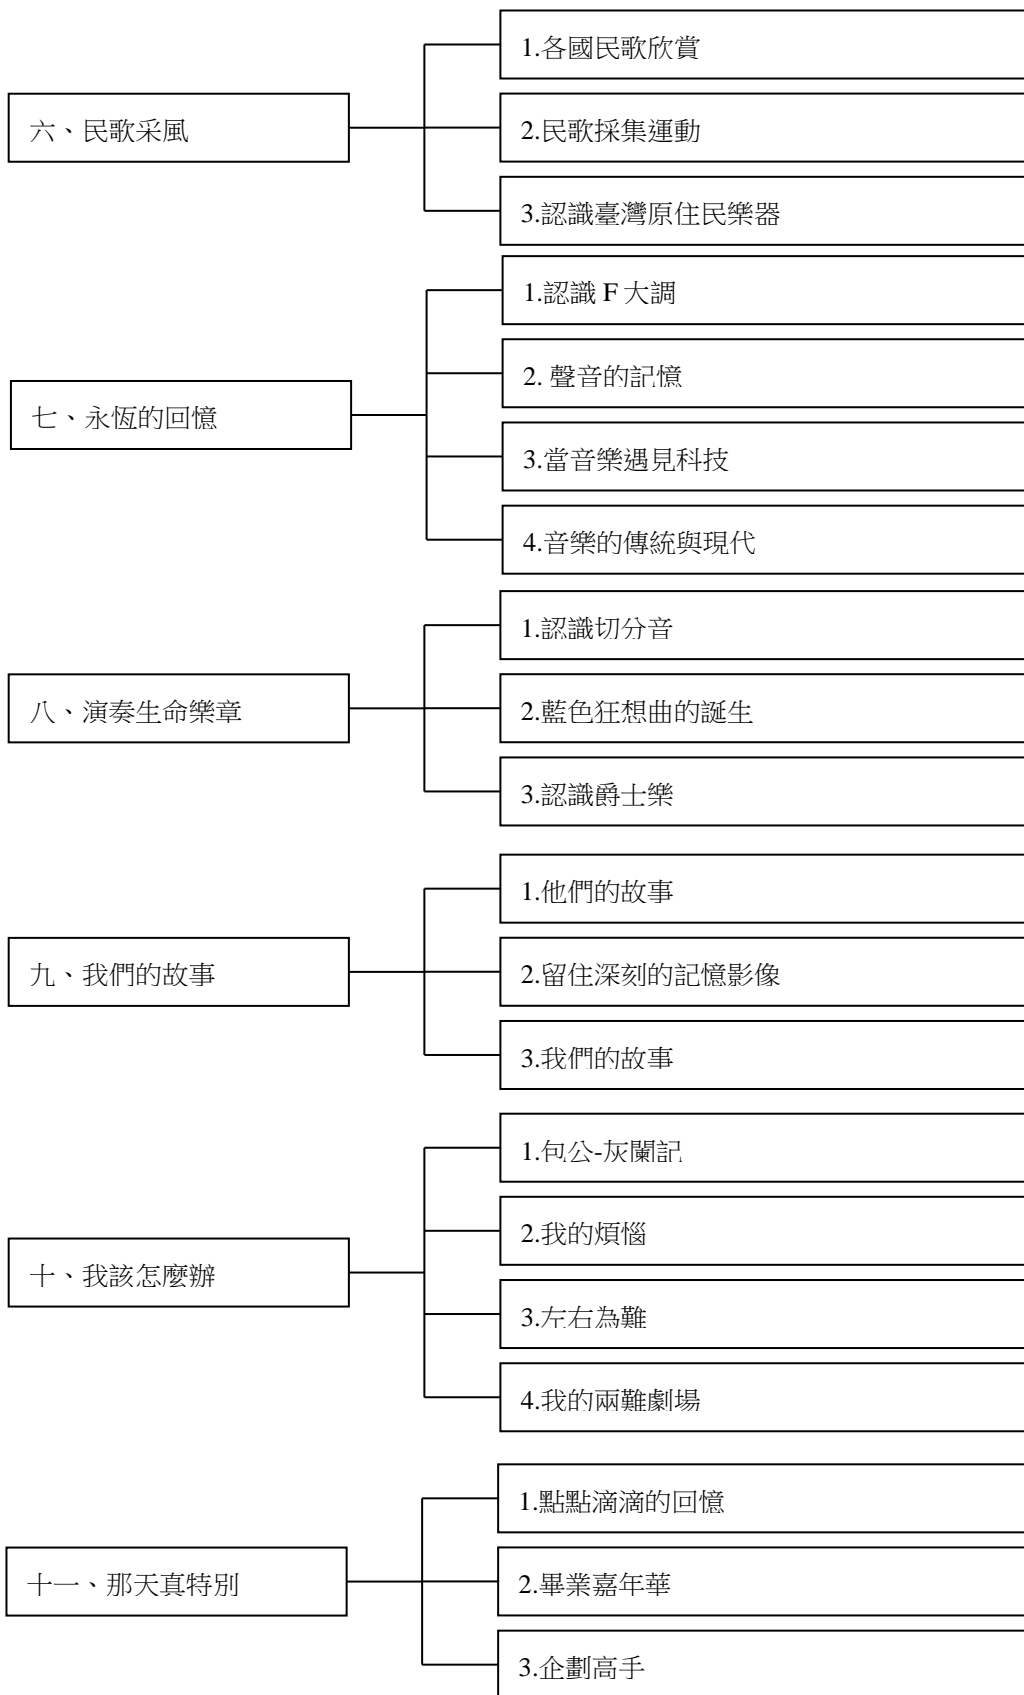 六、民歌采風
1.各國民歌欣賞
2.民歌採集運動
3.認識臺灣原住民樂器
七、永恆的回憶
1.認識 F 大調
2. 聲音的記憶
3.當音樂遇見科技
4.音樂的傳統與現代
八、演奏生命樂章
1.認識切分音
2.藍色狂想曲的誕生
3.認識爵士樂
九、我們的故事
1.他們的故事
2.留住深刻的記憶影像
3.我們的故事
十、我該怎麼辦
1.包公-灰闌記
2.我的煩惱
3.左右為難
4.我的兩難劇場
十一、那天真特別
1.點點滴滴的回憶
2.畢業嘉年華
3.企劃高手